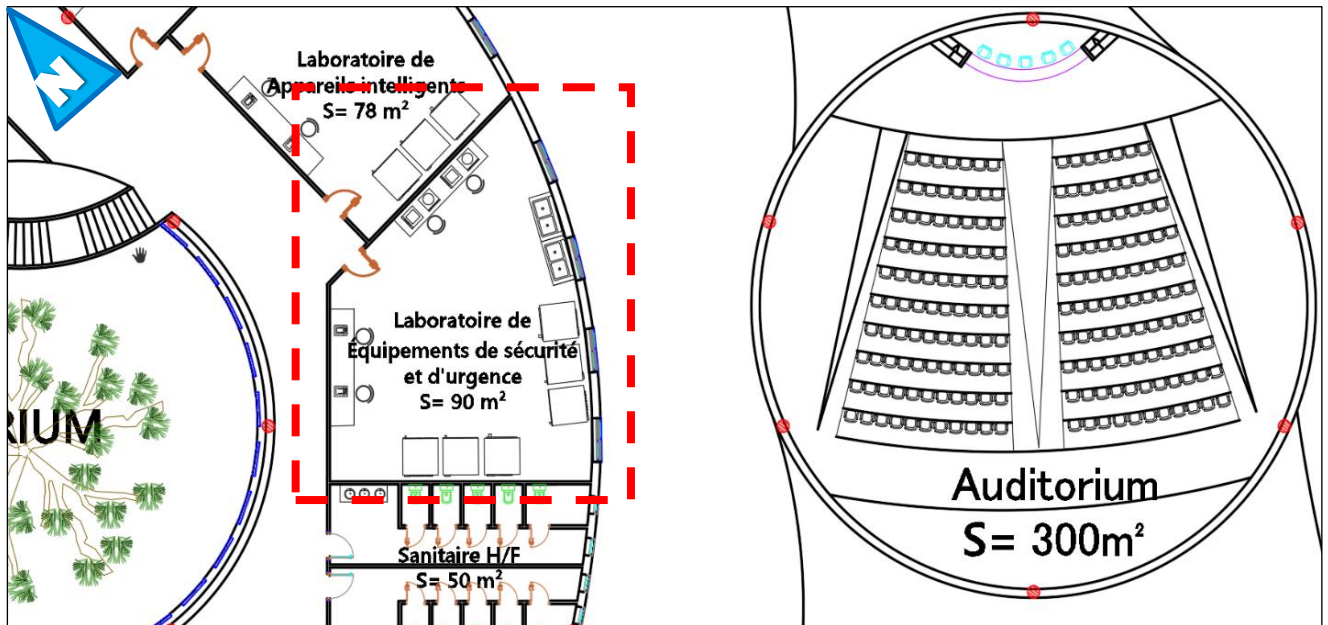 N
Laboratoire de
Appareils intelligents
S= 78 m²
Laboratoire de
Équipements de sécurité
et d'urgence
S= 90 m²
RIUM
Sanitaire H/F
S= 50 m²
Auditorium
S= 300m²